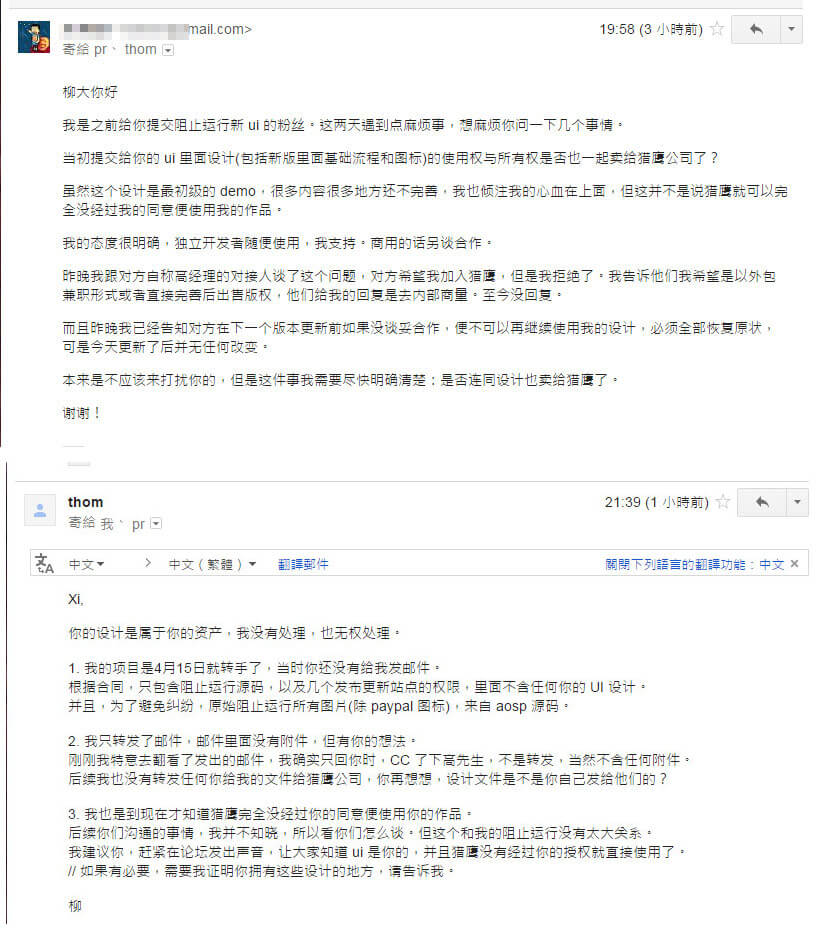 mail.com>
19:58 (3 小時前)
寄給 pr、 thom
柳大你好
我是之前给你提交阻止运行新 ui 的粉丝。这两天遇到点麻烦事，想麻烦你问一下几个事情。
当初提交给你的 ui 里面设计(包括新版里面基础流程和图标)的使用权与所有权是否也一起卖给猎鹰公司了？
虽然这个设计是最初级的 demo，很多内容很多地方还不完善，我也倾注我的心血在上面，但这并不是说猎鹰就可以完
全没经过我的同意便使用我的作品。
我的态度很明确，独立开发者随便使用，我支持。商用的话另谈合作。
昨晚我跟对方自称高经理的对接人谈了这个问题，对方希望我加入猎鹰，但是我拒绝了。我告诉他们我希望是以外包
兼职形式或者直接完善后出售版权，他们给我的回复是去内部商量。至今没回复。
而且昨晚我已经告知对方在下一个版本更新前如果没谈妥合作，便不可以再继续使用我的设计，必须全部恢复原状，
可是今天更新了后并无任何改变。
本来是不应该来打扰你的，但是这件事我需要尽快明确清楚；是否连同设计也卖给猎鹰了。
谢谢！
thom
21:39 (1 小時前)
寄給 我、 pr
中文
中文（繁體）
翻譯郵件
關閉下列語言的翻譯功能：中文
Xi,
你的设计是属于你的资产，我没有处理，也无权处理。
1. 我的项目是4月15日就转手了，当时你还没有给我发邮件。
根据合同，只包含阻止运行源码，以及几个发布更新站点的权限，里面不含任何你的 UI 设计。
并且，为了避免纠纷，原始阻止运行所有图片(除 paypal 图标)，来自 aosp 源码。
2. 我只转发了邮件，邮件里面没有附件，但有你的想法。
刚刚我特意去翻看了发出的邮件，我确实只回你时，CC 了下高先生，不是转发，当然不含任何附件。
后续我也没有转发任何你给我的文件给猎鹰公司，你再想想，设计文件是不是你自己发给他们的？
3. 我也是到现在才知道猎鹰完全没经过你的同意便使用你的作品。
后续你们沟通的事情，我并不知晓，所以看你们怎么谈。但这个和我的阻止运行没有太大关系。
我建议你，赶紧在论坛发出声音，让大家知道 ui 是你的，并且猎鹰没有经过你的授权就直接使用了。
// 如果有必要，需要我证明你拥有这些设计的地方，请告诉我。
柳